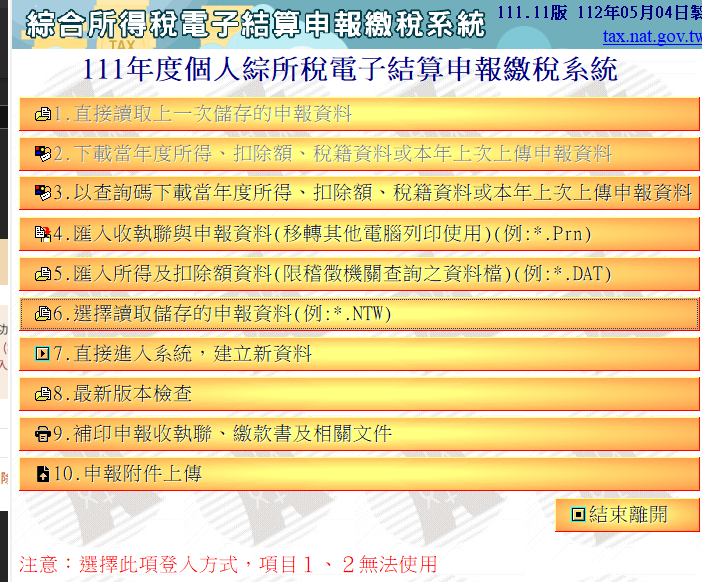 綜合所得稅電子結算申報繳稅系統
TAX
111.11版 112年05月04日
tax.nat.gov.tw
111年度個人綜所稅電子結算申報繳稅系統
1.直接讀取上一次儲存的申報資料
2.下載當年度所得、扣除額、稅籍資料或本年上次上傳申報資料
3.以查詢碼下載當年度所得、扣除額、稅籍資料或本年上次上傳申報資料
4.匯入收執聯與申報資料(移轉其他電腦列印使用)(例:*.Prn)
5.匯入所得及扣除額資料(限稽徵機關查詢之資料檔)(例:*.DAT)
6.選擇讀取儲存的申報資料(例:*.NTW)
7.直接進入系統，建立新資料
8.最新版本檢查
9.補印申報收執聯、繳款書及相關文件
10.申報附件上傳
結束離開
注意：選擇此項登入方式，項目１、２無法使用